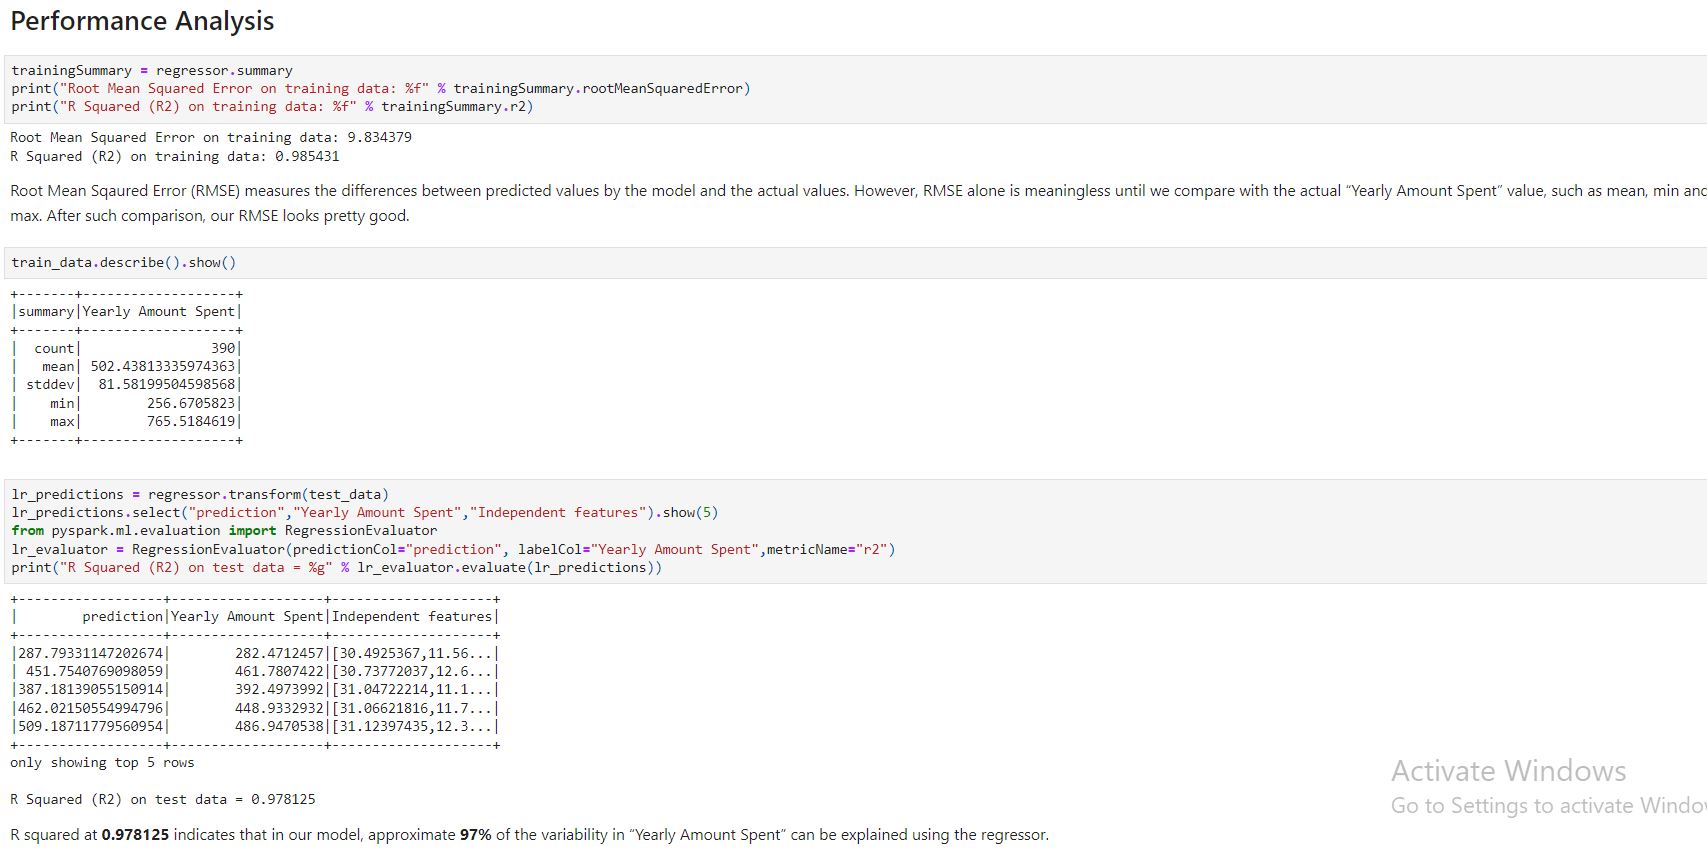 Performance Analysis
trainingSummary = regressor.summary
print("Root Mean Squared Error on training data: %f" % trainingSummary.rootMeanSquaredError)
print("R Squared (R2) on training data: %f" % trainingSummary.r2)
Root Mean Squared Error on training data: 9.834379
R Squared (R2) on training data: 0.985431
Root Mean Sqaured Error (RMSE) measures the differences between predicted values by the model and the actual values. However, RMSE alone is meaningless until we compare with the actual “Yearly Amount Spent” value, such as mean, min and
max. After such comparison, our RMSE looks pretty good.
train_data.describe().show()
+-------+-------------------+
|summary|Yearly Amount Spent|
+-------+-------------------+
|  count|                390|
|   mean| 502.43813335974363|
| stddev|  81.58199504598568|
|    min|        256.6705823|
|    max|        765.5184619|
+-------+-------------------+
lr_predictions = regressor.transform(test_data)
lr_predictions.select("prediction","Yearly Amount Spent","Independent features").show(5)
from pyspark.ml.evaluation import RegressionEvaluator
lr_evaluator = RegressionEvaluator(predictionCol="prediction", labelCol="Yearly Amount Spent",metricName="r2")
print("R Squared (R2) on test data = %g" % lr_evaluator.evaluate(lr_predictions))
+------------------+-------------------+--------------------+
|        prediction|Yearly Amount Spent|Independent features|
+------------------+-------------------+--------------------+
|287.79331147202674|        282.4712457|[30.4925367,11.56...|
| 451.7540769098059|        461.7807422|[30.73772037,12.6...|
|387.18139055150914|        392.4973992|[31.04722214,11.1...|
|462.02150554994796|        448.9332932|[31.06621816,11.7...|
|509.18711779560954|        486.9470538|[31.12397435,12.3...|
+------------------+-------------------+--------------------+
only showing top 5 rows
R Squared (R2) on test data = 0.978125
R squared at 0.978125 indicates that in our model, approximate 97% of the variability in “Yearly Amount Spent” can be explained using the regressor.
Activate Windows
Go to Settings to activate Windo